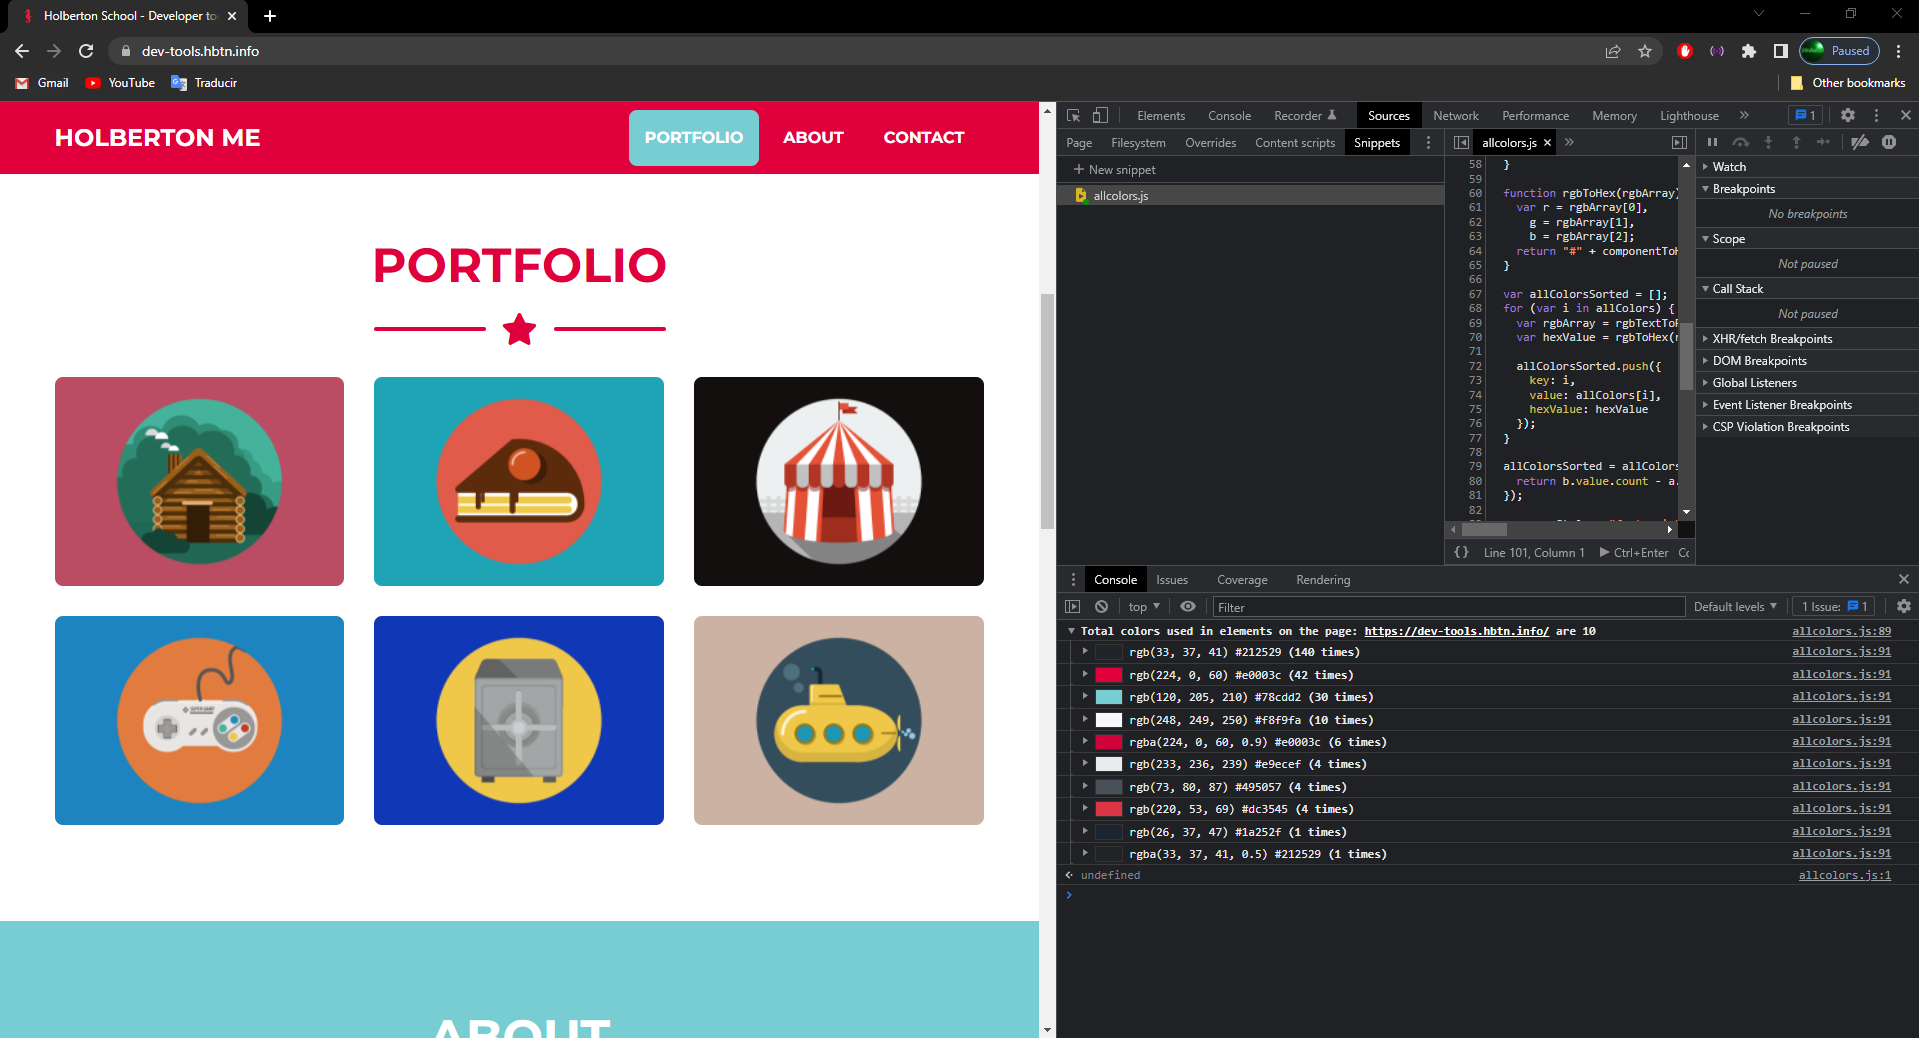 Holberton School - Developer to
dev-tools.hbtn.info
Paused
Gmail
YouTube
Traducir
Other bookmarks
HOLBERTON ME
PORTFOLIO
ABOUT
CONTACT
PORTFOLIO
SUPER GAME
ABOUT
Elements
Console
Recorder
Sources
Network
Performance
Memory
Lighthouse
1
Page
Filesystem
Overrides
Content scripts
Snippets
New snippet
allcolors.js
allcolors.js
58 }
59
60 function rgbToHex(rgbArray)
61 var r = rgbArray[0],
62 g = rgbArray[1],
63 b = rgbArray[2];
64 return "#" + componentToH
65 }
66
67 var allColorsSorted = [];
68 for (var i in allColors) {
69 var rgbArray = rgbTextToR
70 var hexValue = rgbToHex(r
71
72 allColorsSorted.push({
73 key: i,
74 value: allColors[i],
75 hexValue: hexValue
76 });
77 }
78
79 allColorsSorted = allColors
80 return b.value.count - a.
81 });
82
{} Line 101, Column 1 Ctrl+Enter Co
Watch
Breakpoints
No breakpoints
Scope
Not paused
Call Stack
Not paused
XHR/fetch Breakpoints
DOM Breakpoints
Global Listeners
Event Listener Breakpoints
CSP Violation Breakpoints
Console
Issues
Coverage
Rendering
top
Filter
Default levels
1 Issue: 1
Total colors used in elements on the page: https://dev-tools.hbtn.info/ are 10 allcolors.js:89
rgb(33, 37, 41) #212529 (140 times) allcolors.js:91
rgb(224, 0, 60) #e0003c (42 times) allcolors.js:91
rgb(120, 205, 210) #78cdd2 (30 times) allcolors.js:91
rgb(248, 249, 250) #f8f9fa (10 times) allcolors.js:91
rgba(224, 0, 60, 0.9) #e0003c (6 times) allcolors.js:91
rgb(233, 236, 239) #e9ecef (4 times) allcolors.js:91
rgb(73, 80, 87) #495057 (4 times) allcolors.js:91
rgb(220, 53, 69) #dc3545 (4 times) allcolors.js:91
rgb(26, 37, 47) #1a252f (1 times) allcolors.js:91
rgba(33, 37, 41, 0.5) #212529 (1 times) allcolors.js:91
undefined allcolors.js:1